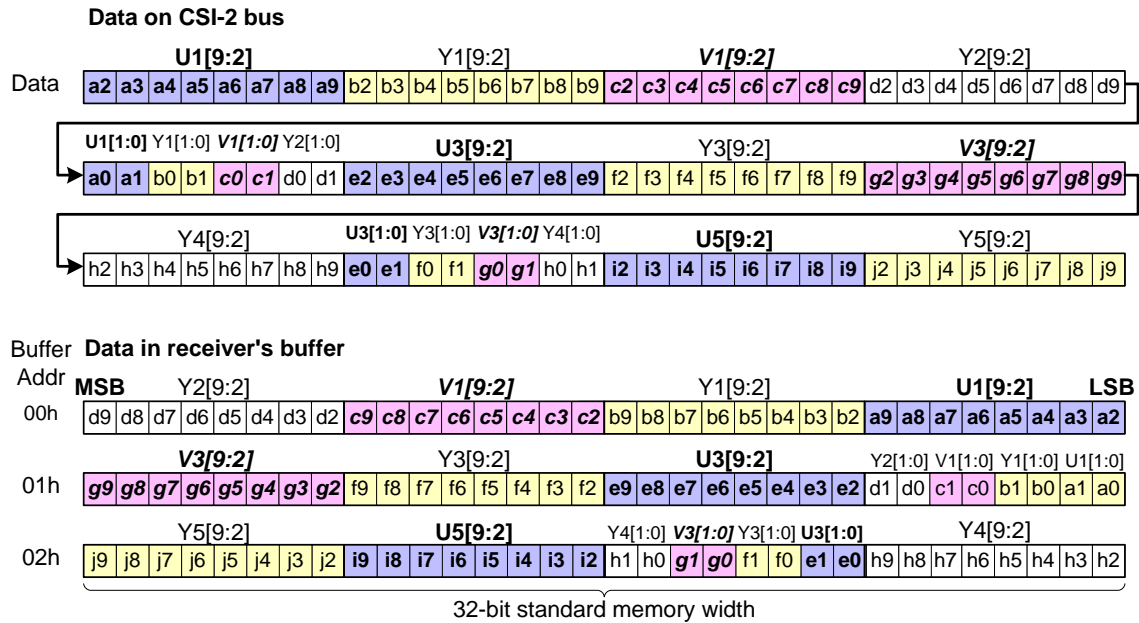 Data on CSI-2 bus
U1[9:2] Y1[9:2] V1[9:2] Y2[9:2]
Data a2 a3 a4 a5 a6 a7 a8 a9 b2 b3 b4 b5 b6 b7 b8 b9 c2 c3 c4 c5 c6 c7 c8 c9 d2 d3 d4 d5 d6 d7 d8 d9
U1[1:0] Y1[1:0] V1[1:0] Y2[1:0] U3[9:2] Y3[9:2] V3[9:2]
a0 a1 b0 b1 c0 c1 d0 d1 e2 e3 e4 e5 e6 e7 e8 e9 f2 f3 f4 f5 f6 f7 f8 f9 g2 g3 g4 g5 g6 g7 g8 g9
Y4[9:2] U3[1:0] Y3[1:0] V3[1:0] Y4[1:0] U5[9:2] Y5[9:2]
h2 h3 h4 h5 h6 h7 h8 h9 e0 e1 f0 f1 g0 g1 h0 h1 i2 i3 i4 i5 i6 i7 i8 i9 j2 j3 j4 j5 j6 j7 j8 j9
Buffer Addr
Data in receiver's buffer
MSB Y2[9:2] V1[9:2] Y1[9:2] U1[9:2] LSB
00h d9 d8 d7 d6 d5 d4 d3 d2 c9 c8 c7 c6 c5 c4 c3 c2 b9 b8 b7 b6 b5 b4 b3 b2 a9 a8 a7 a6 a5 a4 a3 a2
V3[9:2] Y3[9:2] U3[9:2] Y2[1:0] V1[1:0] Y1[1:0] U1[1:0]
01h g9 g8 g7 g6 g5 g4 g3 g2 f9 f8 f7 f6 f5 f4 f3 f2 e9 e8 e7 e6 e5 e4 e3 e2 d1 d0 c1 c0 b1 b0 a1 a0
Y5[9:2] U5[9:2] Y4[1:0] V3[1:0] Y3[1:0] U3[1:0] Y4[9:2]
02h j9 j8 j7 j6 j5 j4 j3 j2 i9 i8 i7 i6 i5 i4 i3 i2 h1 h0 g1 g0 f1 f0 e1 e0 h9 h8 h7 h6 h5 h4 h3 h2
32-bit standard memory width